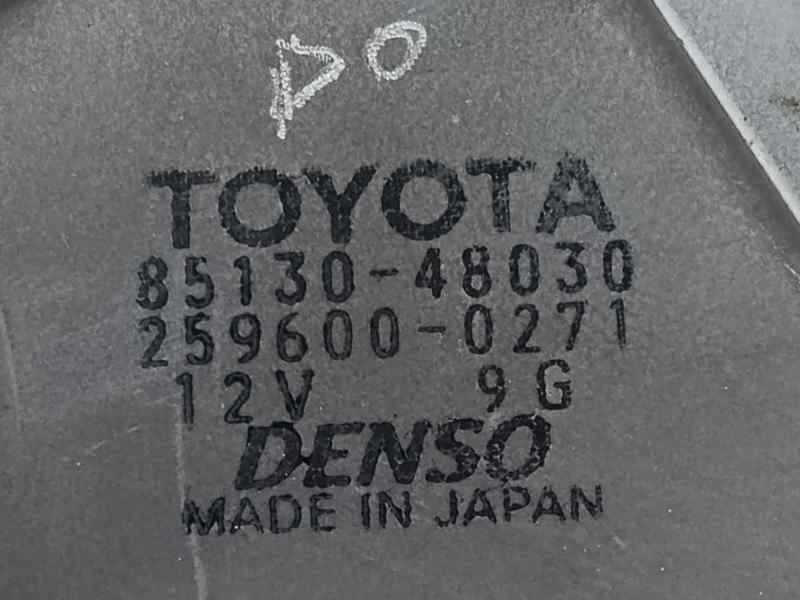 DO
TOYOTA
85130-48030
259600-0271
12V 9G
DENSO
MADE IN JAPAN